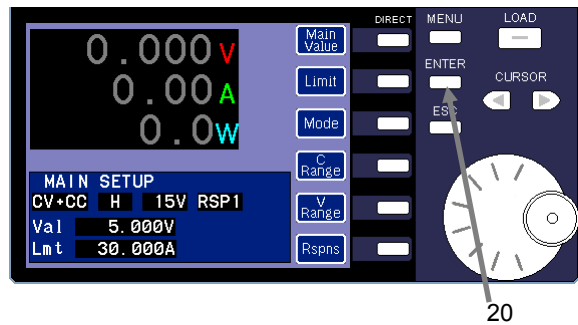 DIRECT MENU LOAD
0.000V
Main Value
0.00A
Limit
ENTER
CURSOR
0.0W
Mode
ESC
C Range
MAIN SETUP
CV+CC H 15V RSP1
V Range
Val 5.000V
Lmt 30.000A
Rspns
20